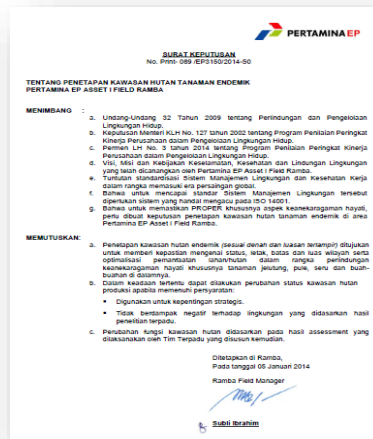 PERTAMINA EP
SURAT KEPUTUSAN
No. Print- 089 /EP3150/2014-S0
TENTANG PENETAPAN KAWASAN HUTAN TANAMAN ENDEMIK
PERTAMINA EP ASSET I FIELD RAMBA
MENIMBANG :
a. Undang-Undang 32 Tahun 2009 tentang Perlindungan dan Pengelolaan
Lingkungan Hidup.
b. Keputusan Menteri KLH No. 127 tahun 2002 tentang Program Penilaian Peringkat
Kinerja Perusahaan dalam Pengelolaan Lingkungan Hidup.
c. Permen LH No. 3 tahun 2014 tentang Program Penilaian Peringkat Kinerja
Perusahaan dalam Pengelolaan Lingkungan Hidup.
d. Visi, Misi dan Kebijakan Keselamatan, Kesehatan dan Lindungan Lingkungan
yang telah dicanangkan oleh Pertamina EP Asset I Field Ramba.
e. Tuntutan standardisasi Sistem Manajemen Lingkungan dan Kesehatan Kerja
dalam rangka memasuki era persaingan global.
f. Bahwa untuk mencapai standar Sistem Manajemen Lingkungan tersebut
diperlukan sistem yang handal mengacu pada ISO 14001.
g. Bahwa untuk memastikan PROPER khususnya aspek keanekaragaman hayati,
perlu dibuat keputusan penetapan kawasan hutan tanaman endemik di area
Pertamina EP Asset I Field Ramba.
MEMUTUSKAN:
a. Penetapan kawasan hutan endemik (sesuai denah dan luasan terlampir) ditujukan
untuk memberi kepastian mengenai status, letak, batas dan luas wilayah serta
optimalisasi pemanfaatan lahan/hutan dalam rangka perlindungan
keanekaragaman hayati khususnya tanaman jelutung, pule, seru dan buah-
buahan di dalamnya.
b. Dalam keadaan tertentu dapat dilakukan perubahan status kawasan hutan
produksi apabila memenuhi persyaratan:
▪ Digunakan untuk kepentingan strategis.
▪ Tidak berdampak negatif terhadap lingkungan yang didasarkan hasil
penelitian terpadu.
c. Perubahan fungsi kawasan hutan didasarkan pada hasil assessment yang
dilaksanakan oleh Tim Terpadu yang disusun kemudian.
Ditetapkan di Ramba,
Pada tanggal 05 Januari 2014
Ramba Field Manager
Subli Ibrahim